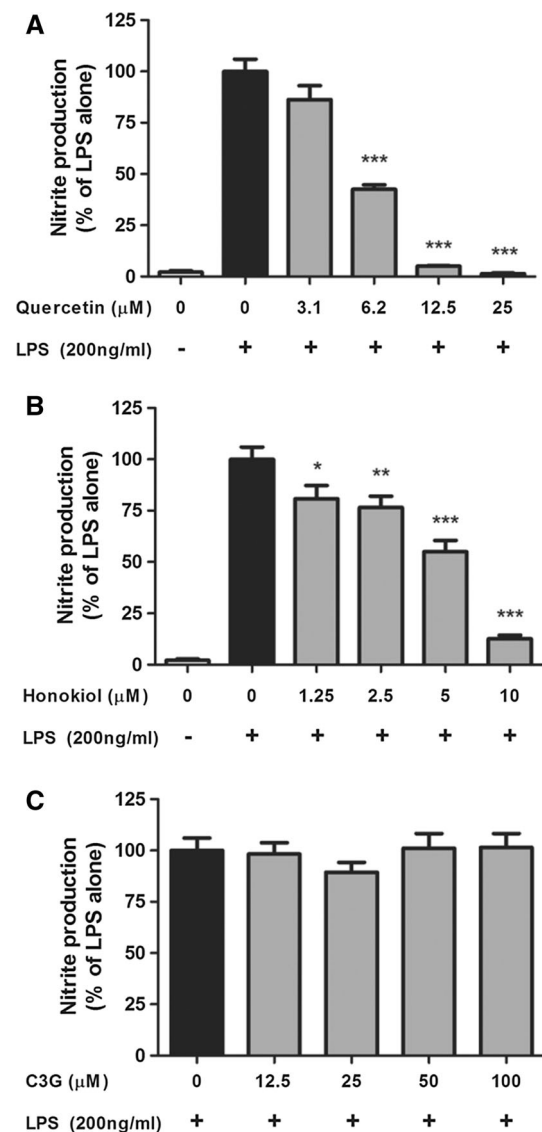 A
Nitrite production
(% of LPS alone)
125
100
75
50
25
0
***
***
***
Quercetin (μM) 0 0 3.1 6.2 12.5 25
LPS (200ng/ml) - + + + + +
B
Nitrite production
(% of LPS alone)
125
100
75
50
25
0
*
**
***
***
Honokiol (μM) 0 0 1.25 2.5 5 10
LPS (200ng/ml) - + + + + +
C
Nitrite production
(% of LPS alone)
125
100
75
50
25
0
C3G (μM) 0 12.5 25 50 100
LPS (200ng/ml) + + + + +